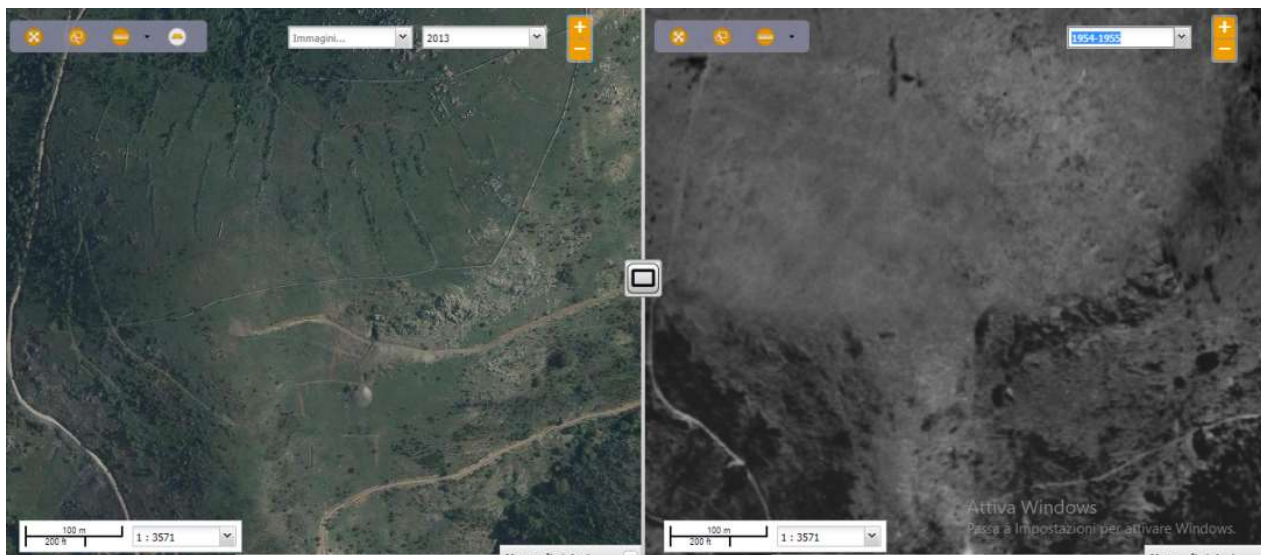 Immagini...
2013
1954-1955
Attiva Windows
Passa a Impostazioni per attivare Windows.
100 m
200 ft
1 : 3571
100 m
200 ft
1 : 3571